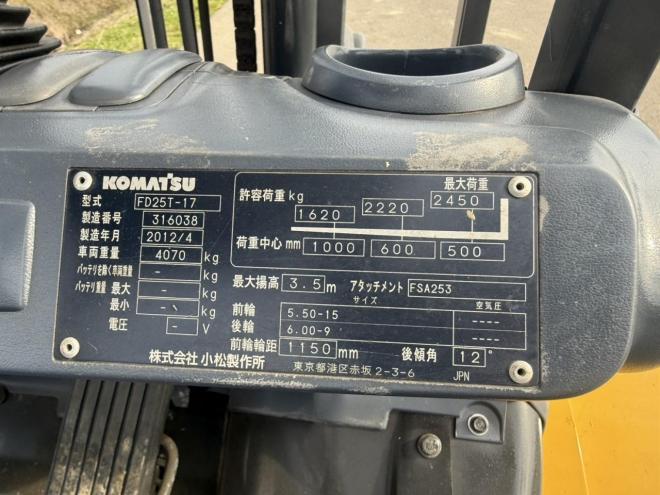 KOMATSU
型式 FD25T-17
製造番号 316038
製造年月 2012/4
車両重量 4070 kg
バッテリを除く車両重量 - kg
バッテリ重量 最大 - kg
最小 - kg
電圧 - V
株式会社 小松製作所
許容荷重 kg 最大荷重
1620 2220 2450
荷重中心 mm 1000 600 500
最大揚高 3.5 m アタッチメント FSA253
サイズ 空気圧
前輪 5.50-15 ----
後輪 6.00-9 ----
前輪輪距 1150 mm 後傾角 12°
東京都港区赤坂 2-3-6 JPN